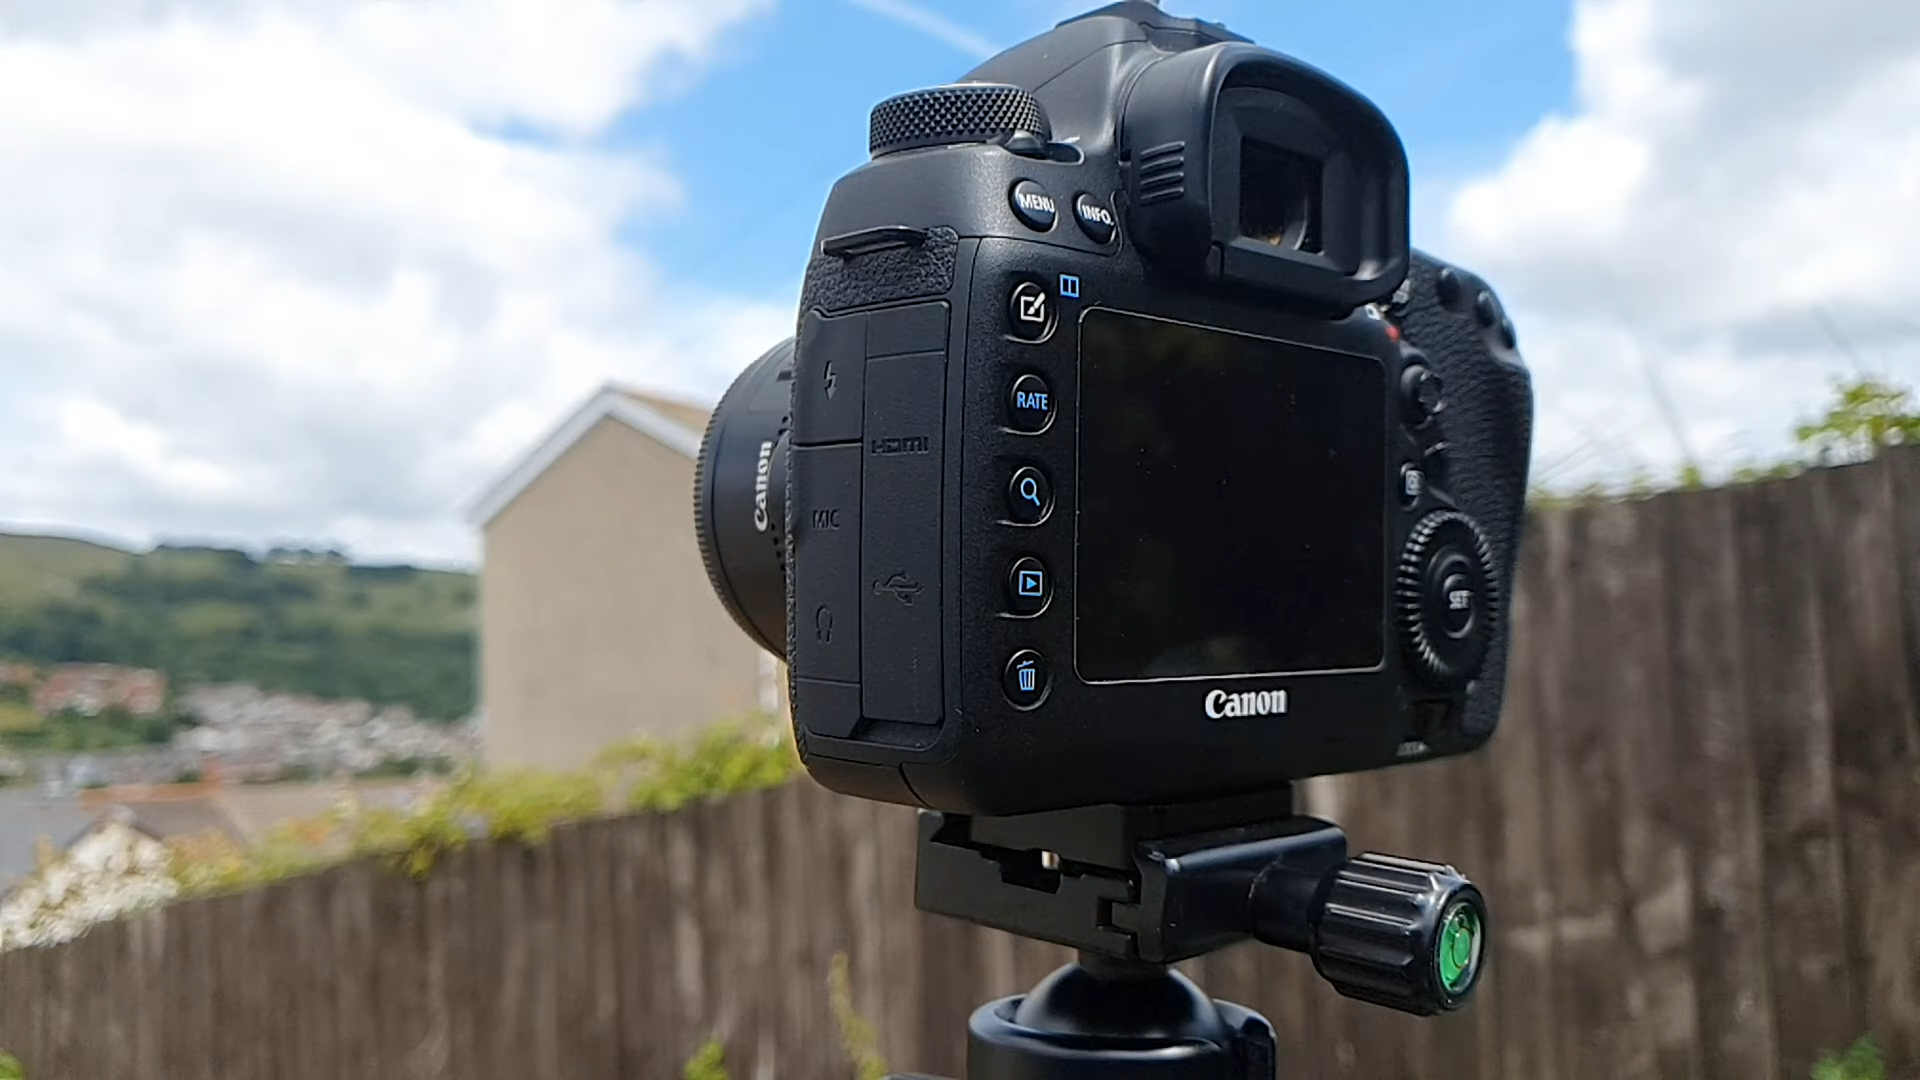 MENU
INFO.
RATE
Canon
HDMI
MIC
SET
Canon